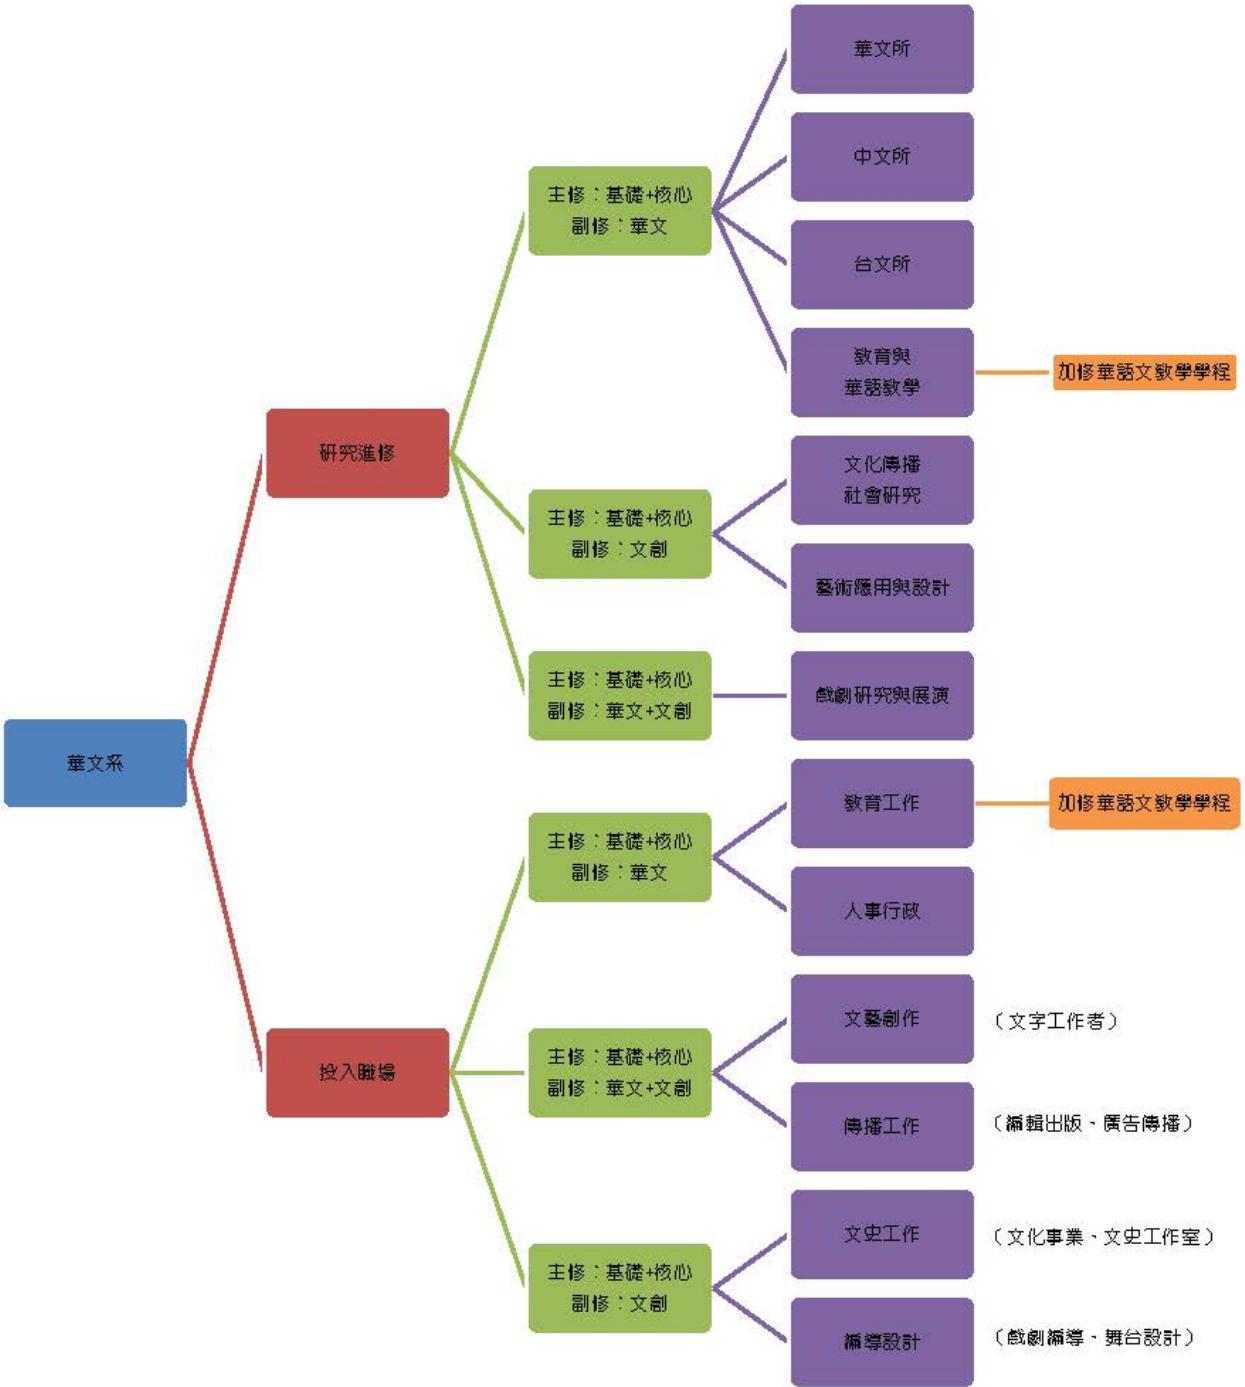 華文所
中文所
主修：基礎+核心
副修：華文
台文所
教育與
華語教學
加修華語文教學學程
研究進修
文化傳播
社會研究
主修：基礎+核心
副修：文創
藝術應用與設計
主修：基礎+核心
副修：華文+文創
戲劇研究與展演
華文系
教育工作
加修華語文教學學程
主修：基礎+核心
副修：華文
人事行政
文藝創作
（文字工作者）
投入職場
主修：基礎+核心
副修：華文+文創
傳播工作
（編輯出版、廣告傳播）
文史工作
（文化事業、文史工作室）
主修：基礎+核心
副修：文創
編導設計
（戲劇編導、舞台設計）